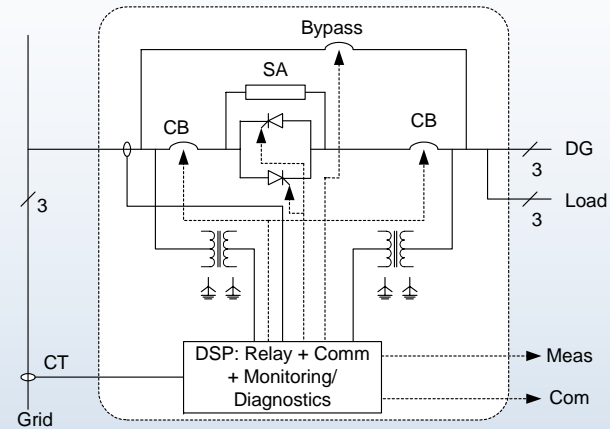 Bypass
SA
CB
CB
DG
3
Load
3
3
DSP: Relay + Comm
+ Monitoring/
Diagnostics
Meas
CT
Com
Grid